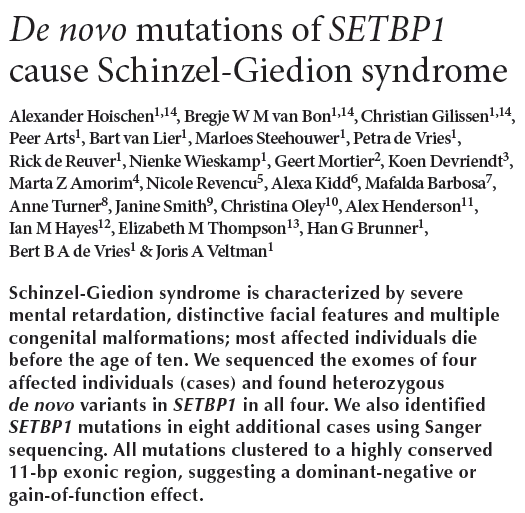 De novo mutations of SETBP1
cause Schinzel-Giedion syndrome
Alexander Hoischen1,14, Bregje W M van Bon1,14, Christian Gilissen1,14,
Peer Arts1, Bart van Lier1, Marloes Steehouwer1, Petra de Vries1,
Rick de Reuver1, Nienke Wieskamp1, Geert Mortier2, Koen Devriendt3,
Marta Z Amorim4, Nicole Revencu5, Alexa Kidd6, Mafalda Barbosa7,
Anne Turner8, Janine Smith9, Christina Oley10, Alex Henderson11,
Ian M Hayes12, Elizabeth M Thompson13, Han G Brunner1,
Bert B A de Vries1 & Joris A Veltman1
Schinzel-Giedion syndrome is characterized by severe
mental retardation, distinctive facial features and multiple
congenital malformations; most affected individuals die
before the age of ten. We sequenced the exomes of four
affected individuals (cases) and found heterozygous
de novo variants in SETBP1 in all four. We also identified
SETBP1 mutations in eight additional cases using Sanger
sequencing. All mutations clustered to a highly conserved
11-bp exonic region, suggesting a dominant-negative or
gain-of-function effect.